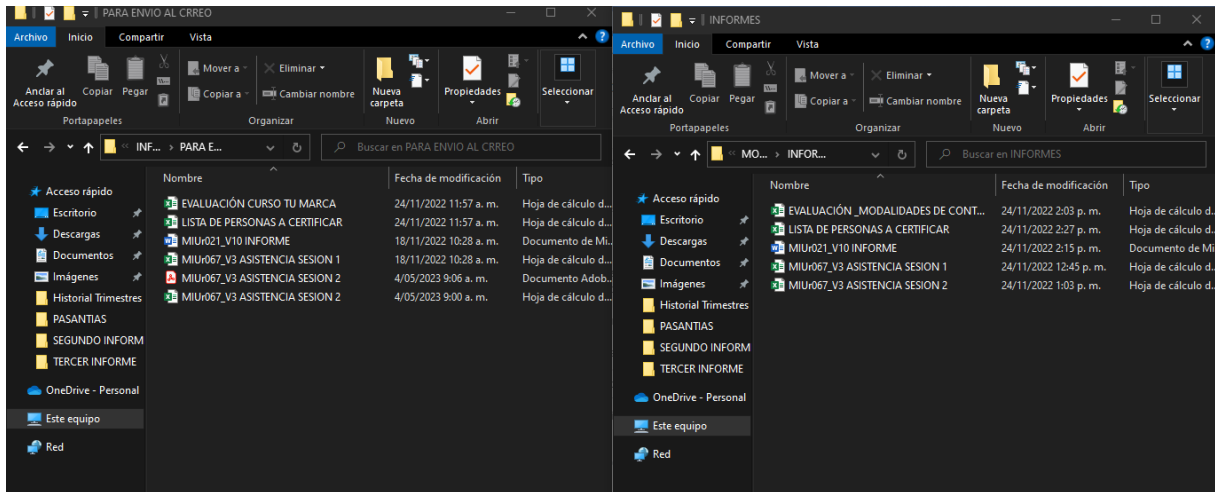 PARA ENVIO AL CRREO
Archivo Inicio Compartir Vista
Anclar al Acceso rápido
Copiar
Pegar
Mover a
Copiar a
Eliminar
Cambiar nombre
Nueva carpeta
Propiedades
Seleccionar
Portapapeles Organizar Nuevo Abrir
« INF... > PARA E... Buscar en PARA ENVIO AL CRREO
Acceso rápido
Escritorio
Descargas
Documentos
Imágenes
Historial Trimestres
PASANTIAS
SEGUNDO INFORM
TERCER INFORME
OneDrive - Personal
Este equipo
Red
Nombre Fecha de modificación Tipo
EVALUACIÓN CURSO TU MARCA 24/11/2022 11:57 a. m. Hoja de cálculo d...
LISTA DE PERSONAS A CERTIFICAR 24/11/2022 11:57 a. m. Hoja de cálculo d...
MIUr021_V10 INFORME 18/11/2022 10:28 a. m. Documento de Mi...
MIUr067_V3 ASISTENCIA SESION 1 18/11/2022 10:28 a. m. Hoja de cálculo d...
MIUr067_V3 ASISTENCIA SESION 2 4/05/2023 9:06 a. m. Documento Adob...
MIUr067_V3 ASISTENCIA SESION 2 4/05/2023 9:00 a. m. Hoja de cálculo d...
INFORMES
Archivo Inicio Compartir Vista
Anclar al Acceso rápido
Copiar
Pegar
Mover a
Copiar a
Eliminar
Cambiar nombre
Nueva carpeta
Propiedades
Seleccionar
Portapapeles Organizar Nuevo Abrir
« MO... > INFOR... Buscar en INFORMES
Acceso rápido
Escritorio
Descargas
Documentos
Imágenes
Historial Trimestres
PASANTIAS
SEGUNDO INFORM
TERCER INFORME
OneDrive - Personal
Este equipo
Red
Nombre Fecha de modificación Tipo
EVALUACIÓN _MODALIDADES DE CONT... 24/11/2022 2:03 p. m. Hoja de cálculo d...
LISTA DE PERSONAS A CERTIFICAR 24/11/2022 2:27 p. m. Hoja de cálculo d...
MIUr021_V10 INFORME 24/11/2022 2:15 p. m. Documento de Mi
MIUr067_V3 ASISTENCIA SESION 1 24/11/2022 12:45 p. m. Hoja de cálculo d...
MIUr067_V3 ASISTENCIA SESION 2 24/11/2022 1:03 p. m. Hoja de cálculo d...